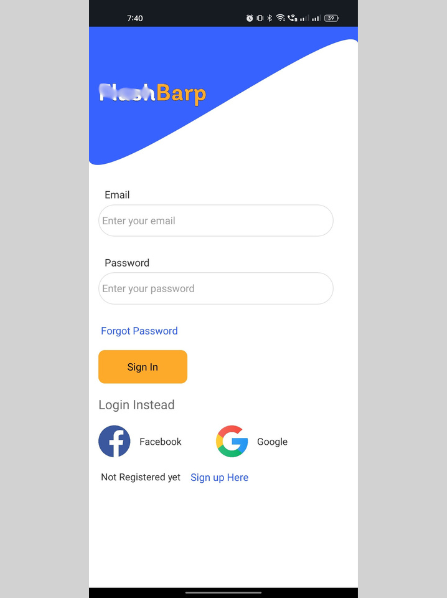 7:40
59
Barp
Email
Enter your email
Password
Enter your password
Forgot Password
Sign In
Login Instead
Facebook Google
Not Registered yet Sign up Here